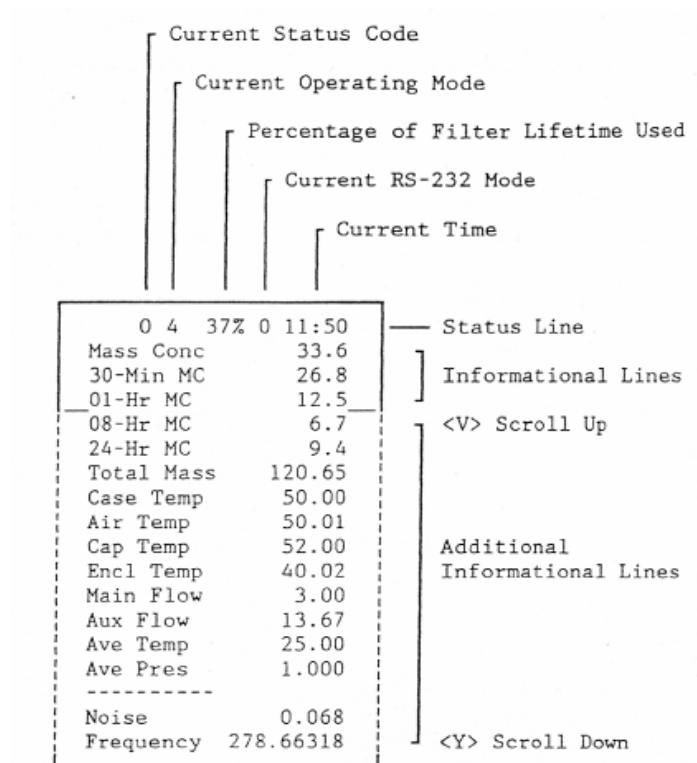 Current Status Code
Current Operating Mode
Percentage of Filter Lifetime Used
Current RS-232 Mode
Current Time
0 4 37% 0 11:50 Status Line
Mass Conc 33.6
30-Min MC 26.8 Informational Lines
01-Hr MC 12.5
08-Hr MC 6.7 <V> Scroll Up
24-Hr MC 9.4
Total Mass 120.65
Case Temp 50.00
Air Temp 50.01
Cap Temp 52.00 Additional
Encl Temp 40.02 Informational Lines
Main Flow 3.00
Aux Flow 13.67
Ave Temp 25.00
Ave Pres 1.000
----------
Noise 0.068
Frequency 278.66318 <Y> Scroll Down